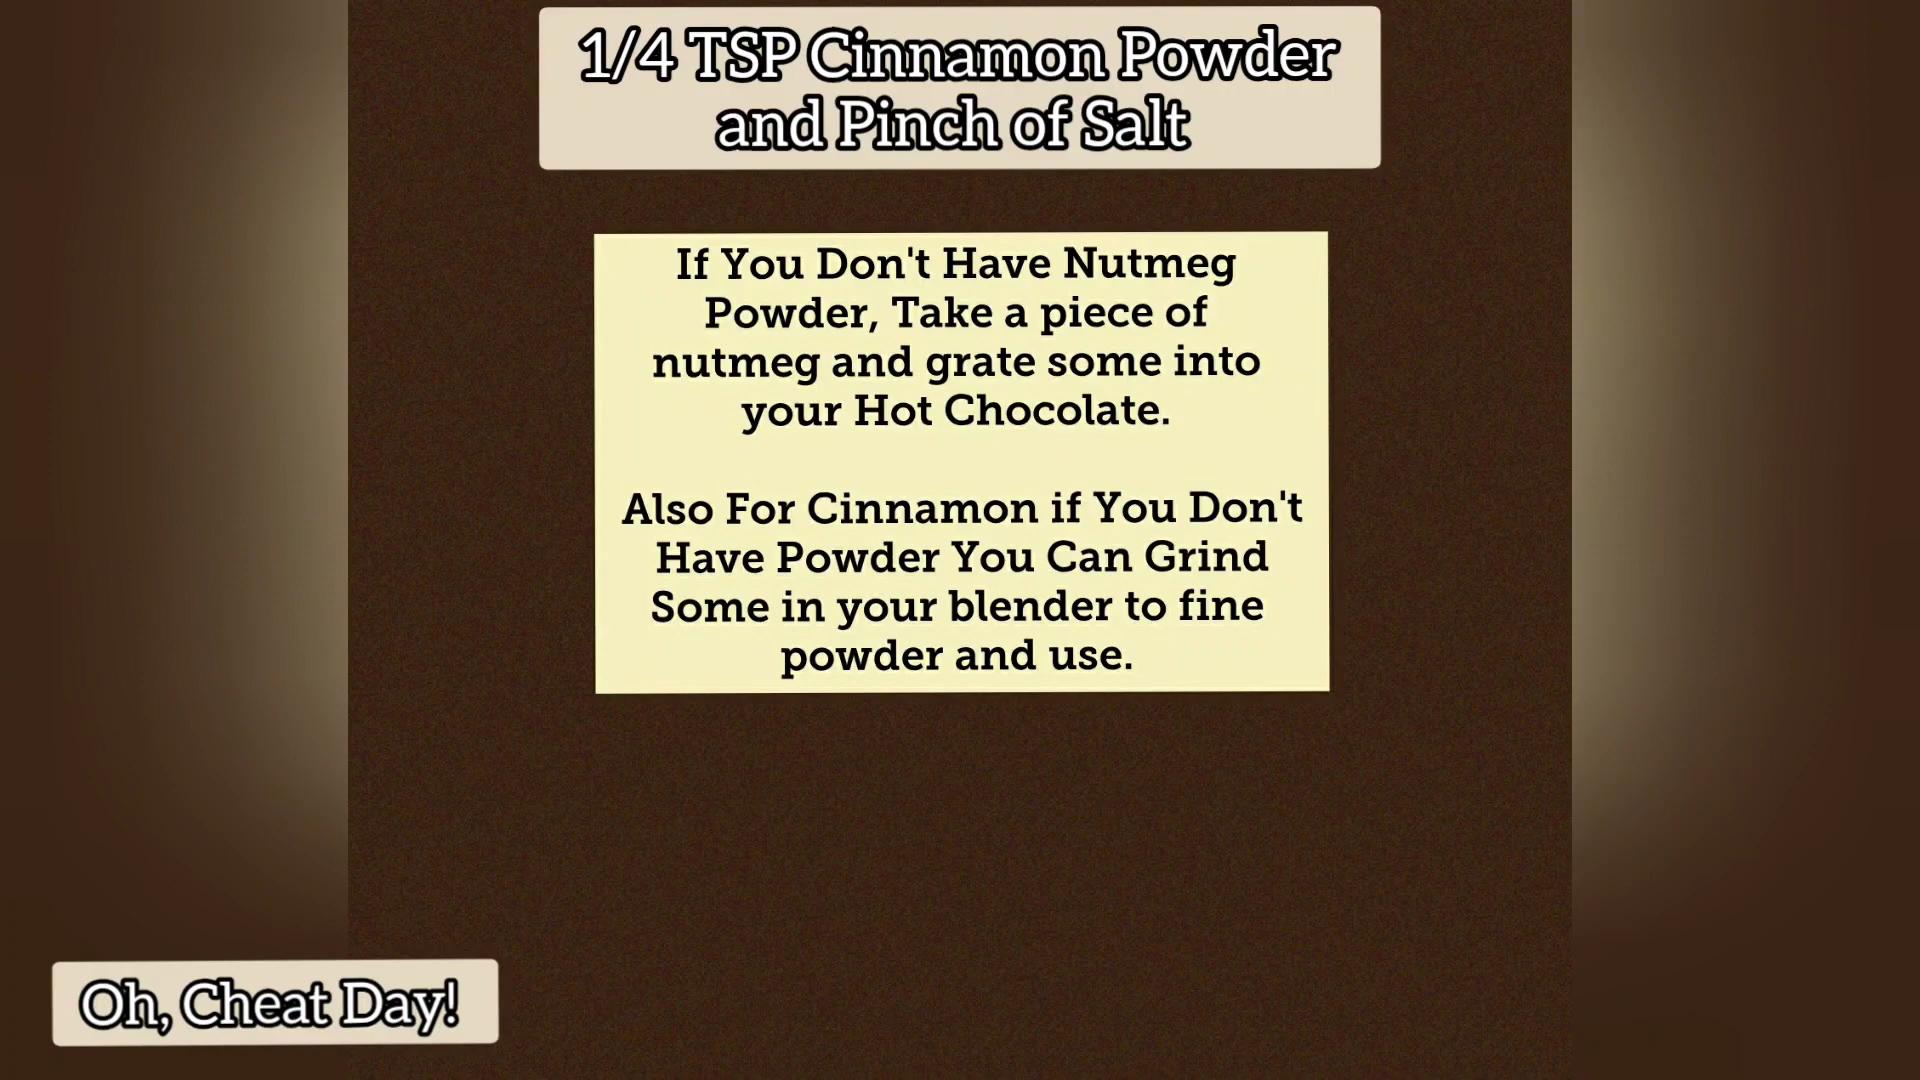 1/4 TSP Cinnamon Powder
and Pinch of Salt
If You Don't Have Nutmeg
Powder, Take a piece of
nutmeg and grate some into
your Hot Chocolate.
Also For Cinnamon if You Don't
Have Powder You Can Grind
Some in your blender to fine
powder and use.
Oh, Cheat Day!